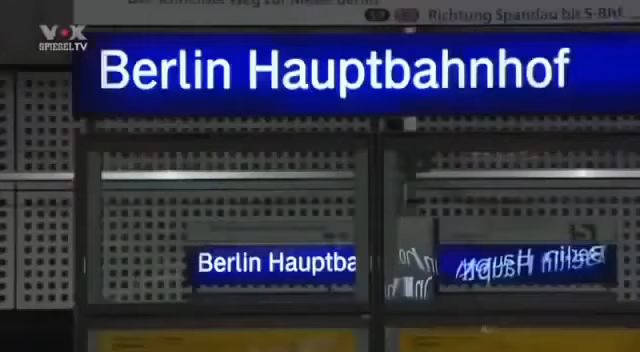 VOX
SPIEGEL TV
Richtung Spandau bis S-Bhf
Berlin Hauptbahnhof
Berlin Hauptba